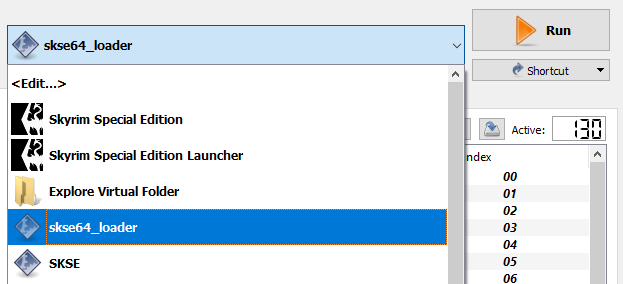 skse64_loader
Run
Shortcut
<Edit...>
Skyrim Special Edition
Skyrim Special Edition Launcher
Explore Virtual Folder
skse64_loader
SKSE
Active: 130
ndex
00
01
02
03
04
05
06